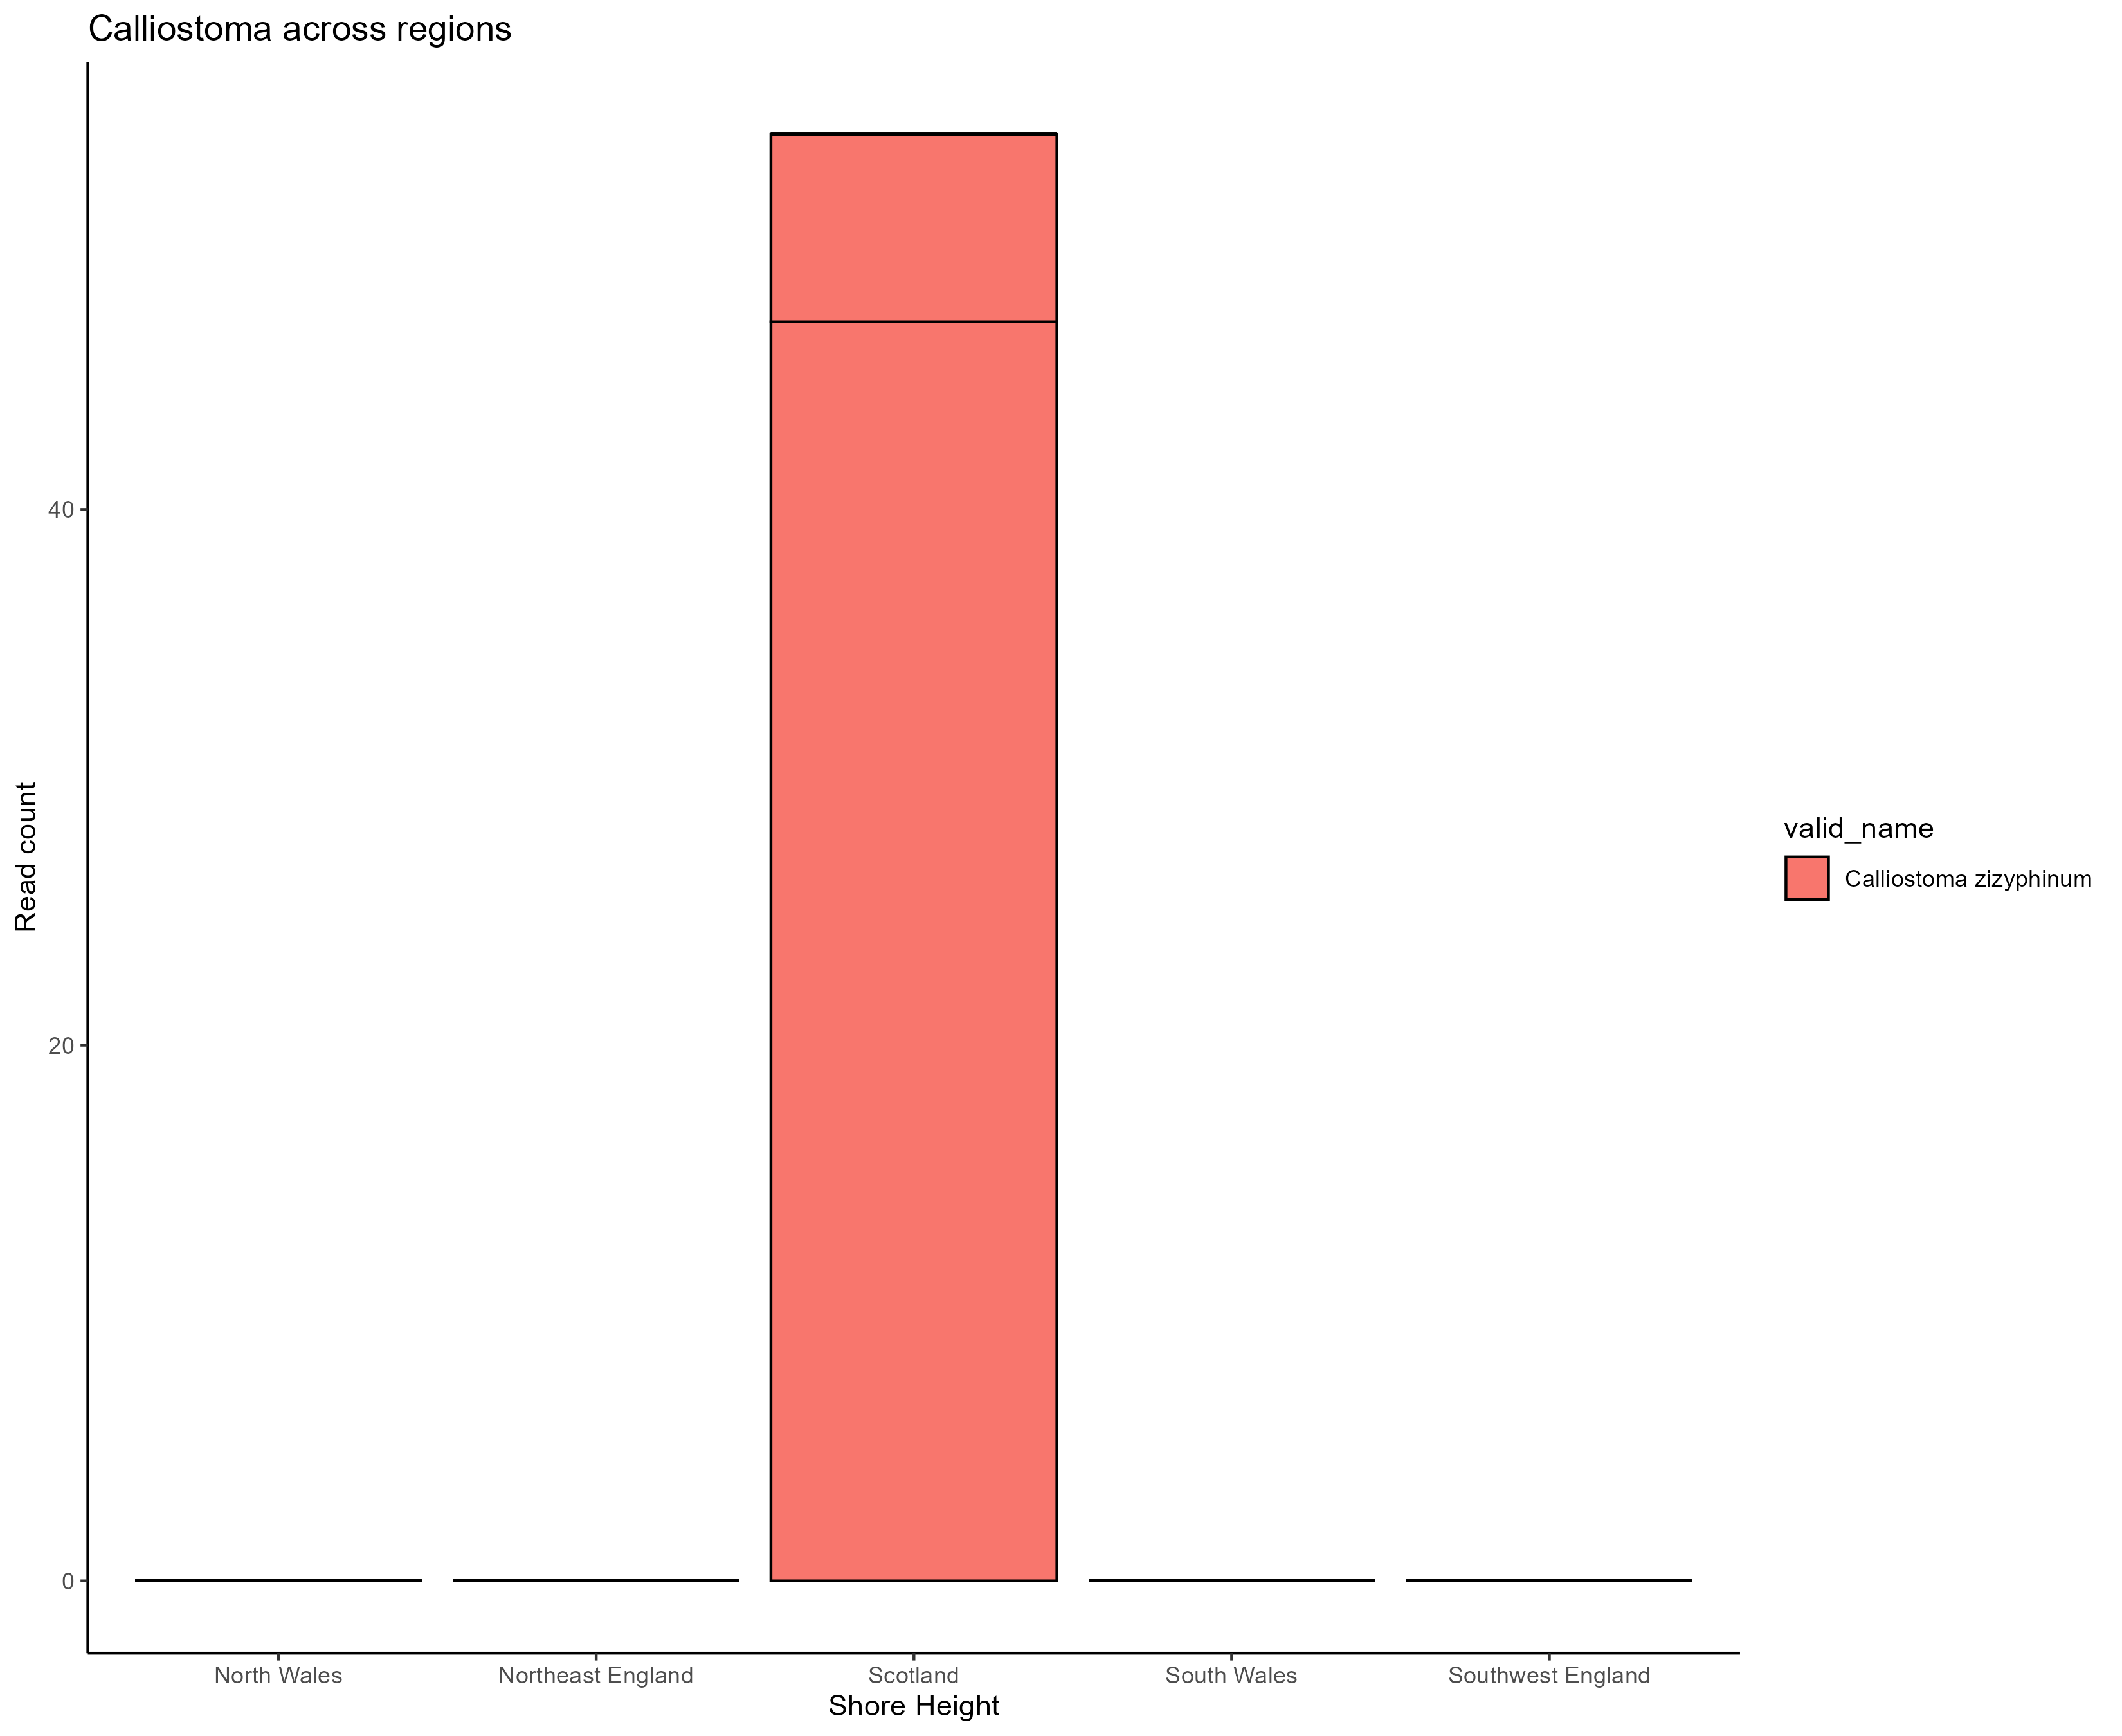 Calliostoma across regions
Read count
40
20
0
North Wales
Northeast England
Scotland
South Wales
Southwest England
Shore Height
valid_name
Calliostoma zizyphinum